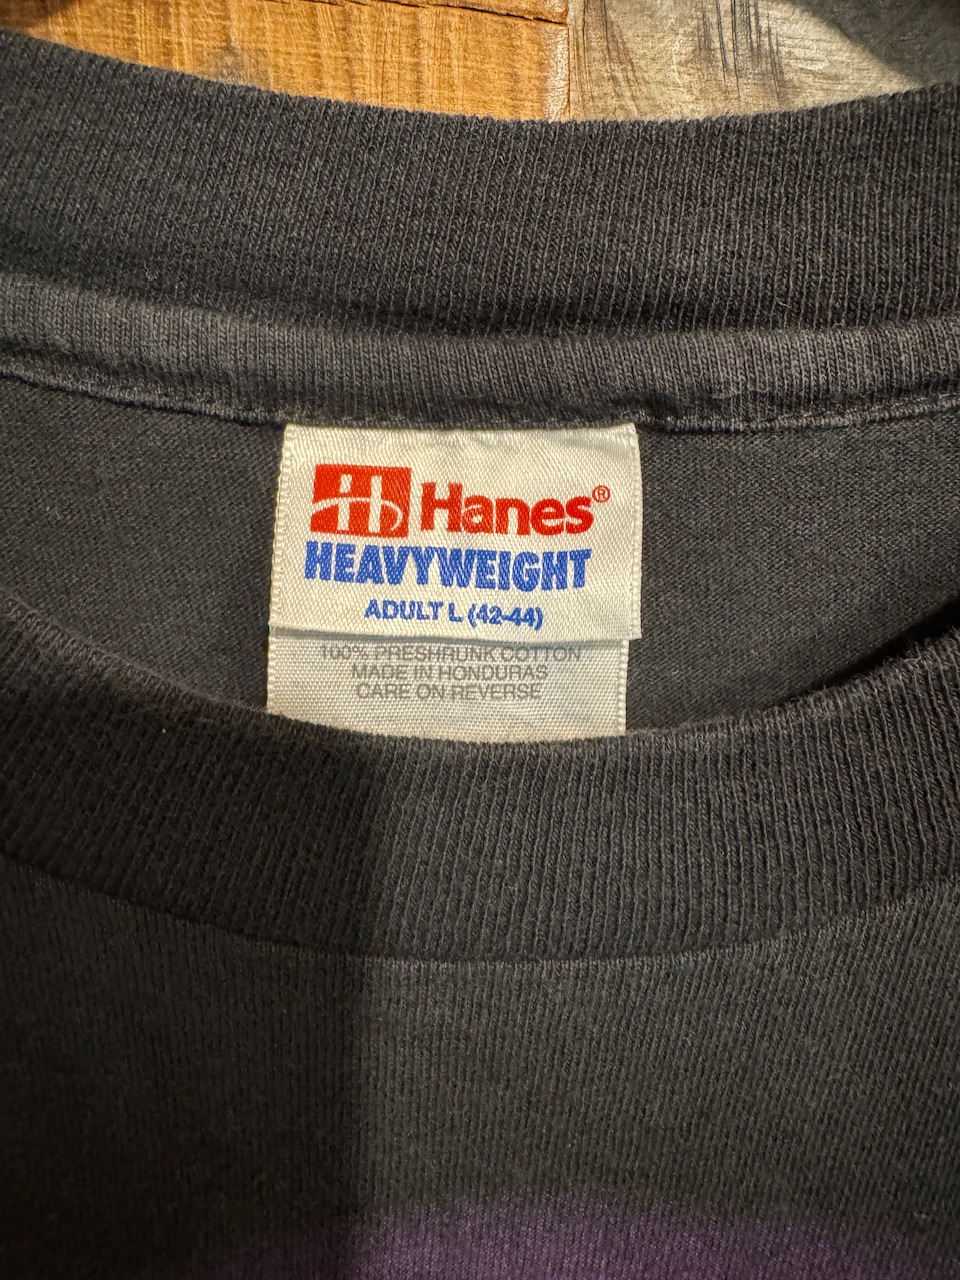 Hanes®
HEAVYWEIGHT
ADULT L (42-44)
100% PRESHRUNK COTTON
MADE IN HONDURAS
CARE ON REVERSE